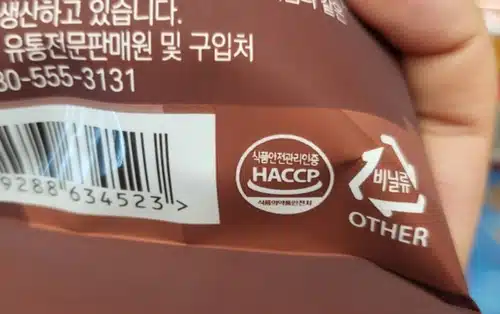 생산하고 있습니다.
유통전문판매원 및 구입처
80-555-3131
9288 634523 >
식품안전관리인증
HACCP
식품의약품안전처
비닐류
OTHER